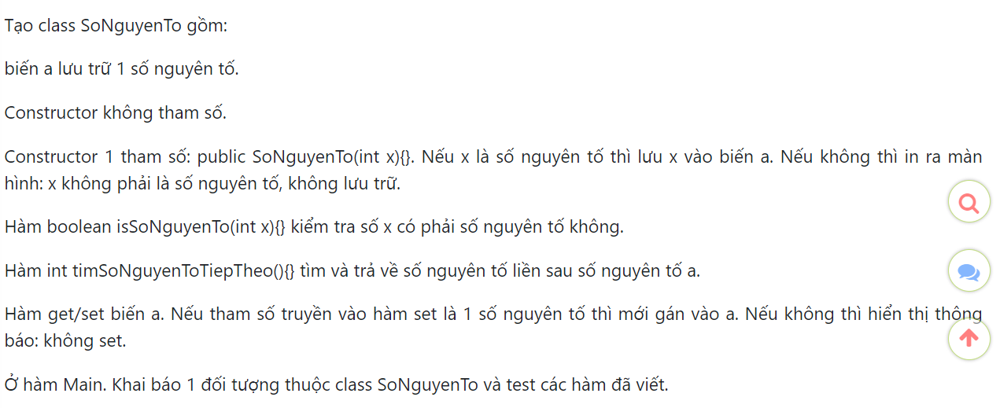 Tạo class SoNguyenTo gồm:
biến a lưu trữ 1 số nguyên tố.
Constructor không tham số.
Constructor 1 tham số: public SoNguyenTo(int x){}. Nếu x là số nguyên tố thì lưu x vào biến a. Nếu không thì in ra màn
hình: x không phải là số nguyên tố, không lưu trữ.
Hàm boolean isSoNguyenTo(int x){} kiểm tra số x có phải số nguyên tố không.
Hàm int timSoNguyenToTiepTheo(){} tìm và trả về số nguyên tố liền sau số nguyên tố a.
Hàm get/set biến a. Nếu tham số truyền vào hàm set là 1 số nguyên tố thì mới gán vào a. Nếu không thì hiển thị thông
báo: không set.
Ở hàm Main. Khai báo 1 đối tượng thuộc class SoNguyenTo và test các hàm đã viết.